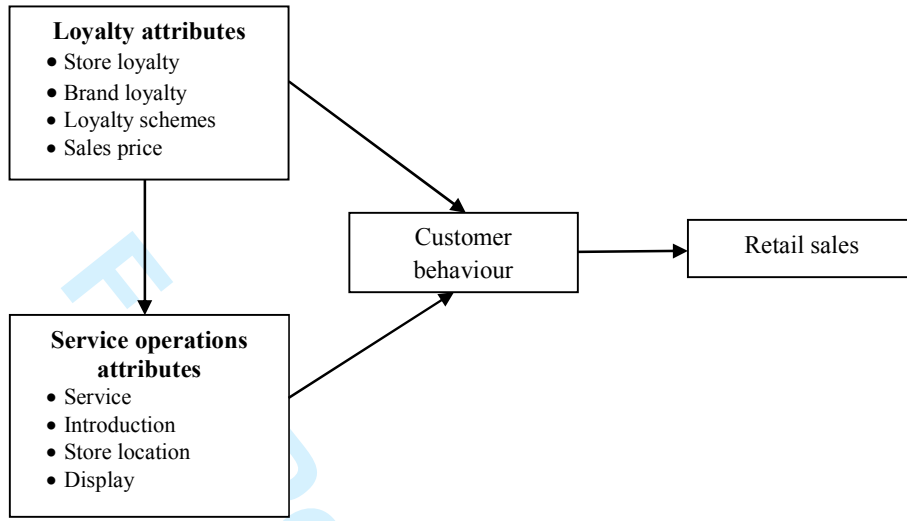 Loyalty attributes
• Store loyalty
• Brand loyalty
• Loyalty schemes
• Sales price
Customer
behaviour
Retail sales
Service operations
attributes
• Service
• Introduction
• Store location
• Display